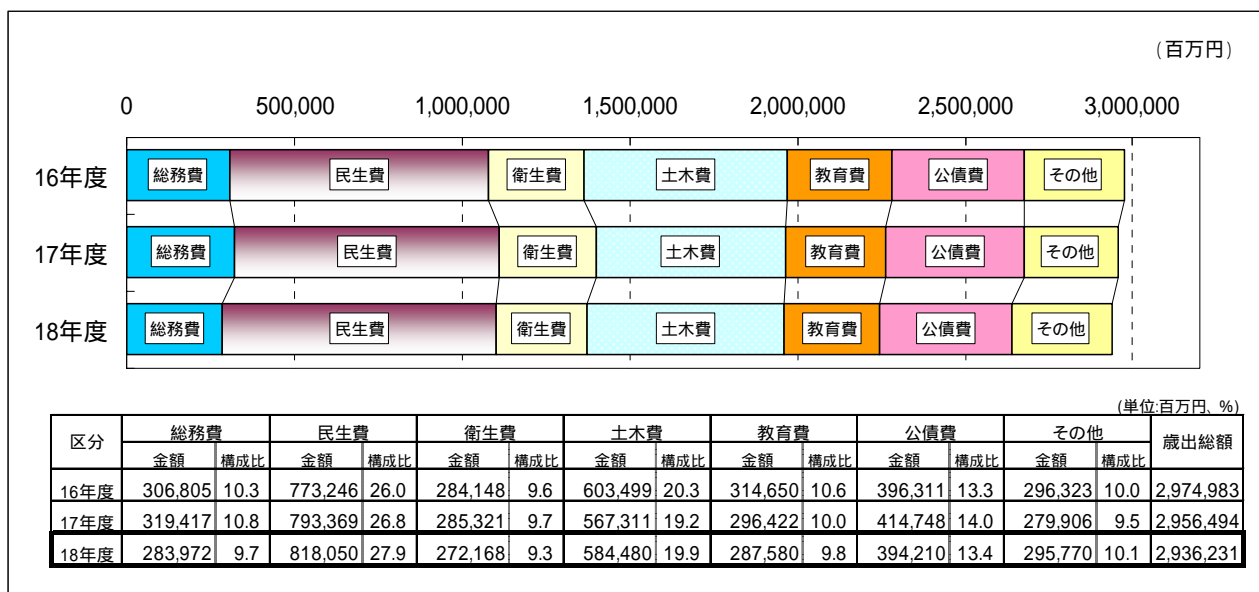 (百万円)
0 500,000 1,000,000 1,500,000 2,000,000 2,500,000 3,000,000
16年度 総務費 民生費 衛生費 土木費 教育費 公債費 その他
17年度 総務費 民生費 衛生費 土木費 教育費 公債費 その他
18年度 総務費 民生費 衛生費 土木費 教育費 公債費 その他
(単位:百万円、%)
区分 総務費 民生費 衛生費 土木費 教育費 公債費 その他 歳出総額
金額 構成比 金額 構成比 金額 構成比 金額 構成比 金額 構成比 金額 構成比 金額 構成比
16年度 306,805 10.3 773,246 26.0 284,148 9.6 603,499 20.3 314,650 10.6 396,311 13.3 296,323 10.0 2,974,983
17年度 319,417 10.8 793,369 26.8 285,321 9.7 567,311 19.2 296,422 10.0 414,748 14.0 279,906 9.5 2,956,494
18年度 283,972 9.7 818,050 27.9 272,168 9.3 584,480 19.9 287,580 9.8 394,210 13.4 295,770 10.1 2,936,231